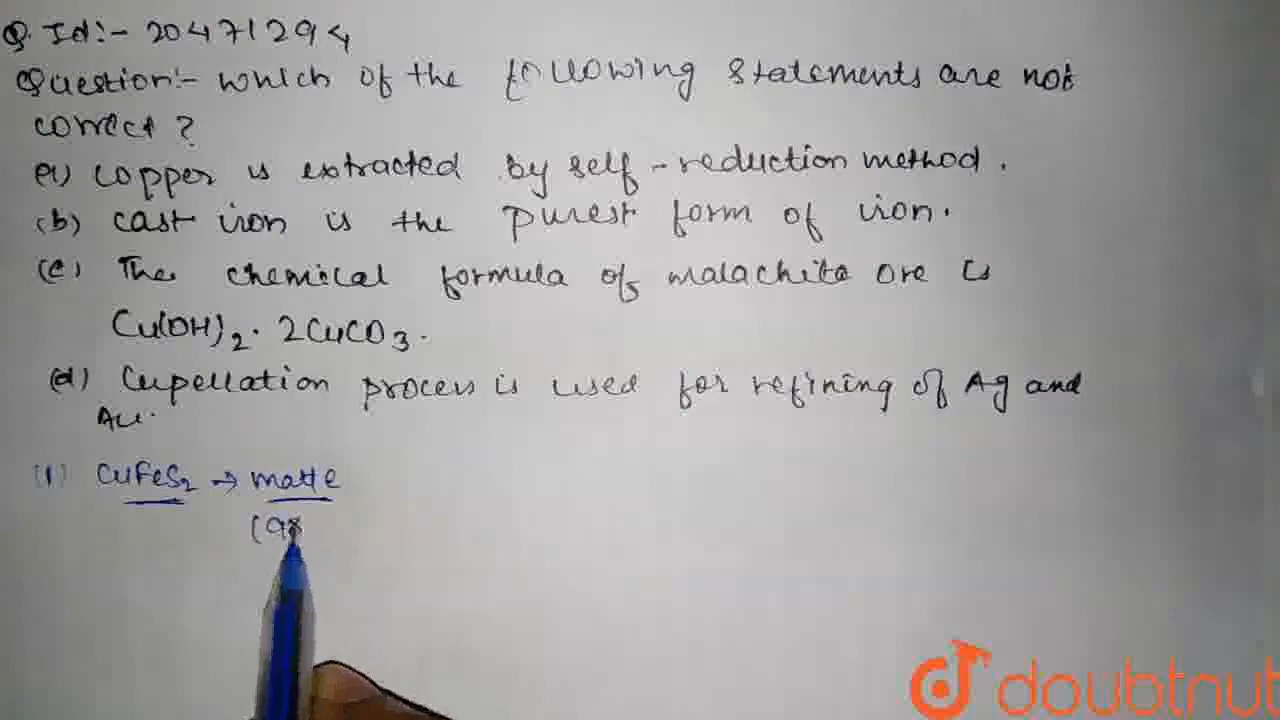 Q. Id:- 20471294
Question:- which of the following statements are not
correct?
(a) copper is extracted by self-reduction method.
(b) cast iron is the purest form of iron.
(c) The chemical formula of malachite ore is
Cu(OH)2. 2CuCO3.
(d) Cupellation process is used for refining of Ag and
Au.
(1) CuFeS2 → matte
(98
doubtnut